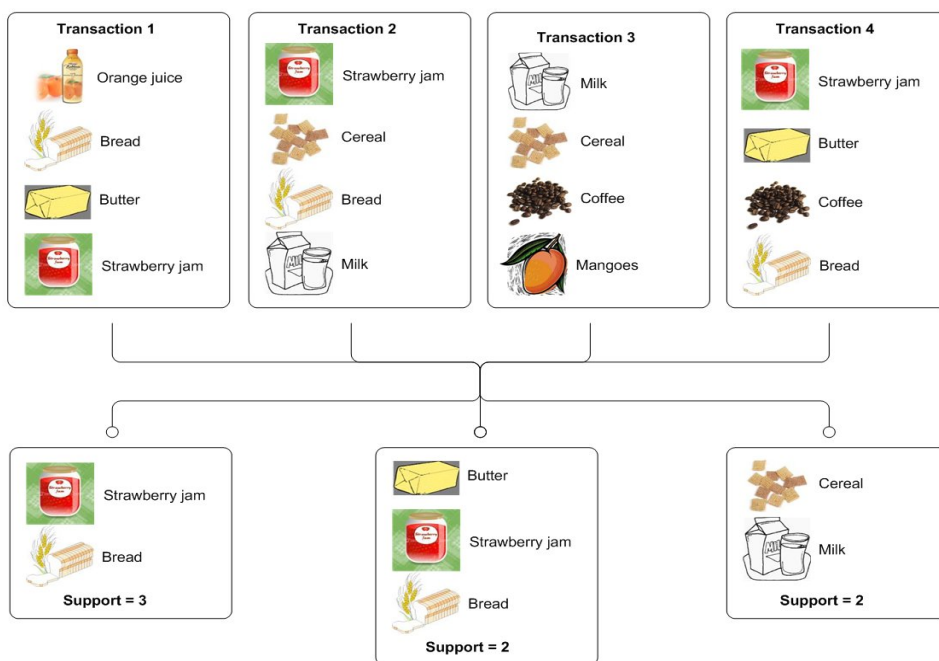 Transaction 1
Orange juice
Bread
Butter
Strawberry jam
Transaction 2
Strawberry jam
Cereal
Bread
Milk
Transaction 3
Milk
Cereal
Coffee
Mangoes
Transaction 4
Strawberry jam
Butter
Coffee
Bread
Strawberry jam
Bread
Support = 3
Butter
Strawberry jam
Bread
Support = 2
Cereal
Milk
Support = 2